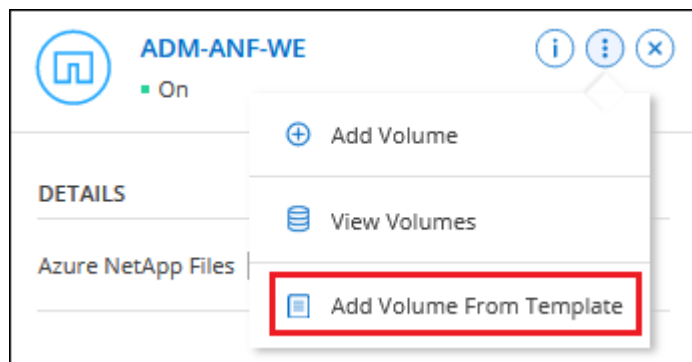 ADM-ANF-WE
On
Add Volume
DETAILS
View Volumes
Azure NetApp Files
Add Volume From Template